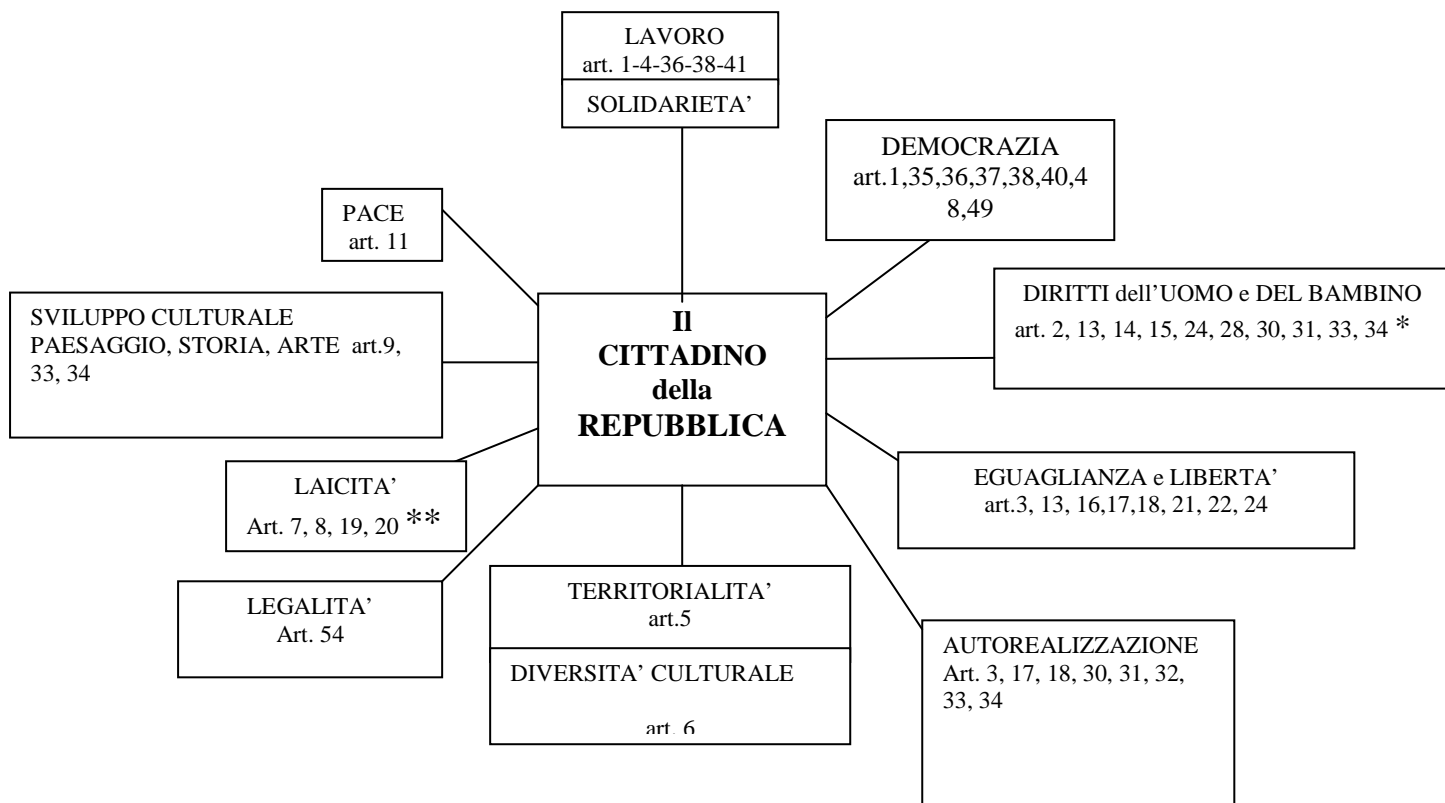 LAVORO
art. 1-4-36-38-41
SOLIDARIETA’
DEMOCRAZIA
art.1,35,36,37,38,40,4
8,49
PACE
art. 11
DIRITTI dell’UOMO e DEL BAMBINO
art. 2, 13, 14, 15, 24, 28, 30, 31, 33, 34 *
SVILUPPO CULTURALE
PAESAGGIO, STORIA, ARTE art.9,
33, 34
Il
CITTADINO
della
REPUBBLICA
LAICITA’
Art. 7, 8, 19, 20 **
EGUAGLIANZA e LIBERTA’
art.3, 13, 16,17,18, 21, 22, 24
LEGALITA’
Art. 54
TERRITORIALITA’
art.5
DIVERSITA’ CULTURALE
art. 6
AUTOREALIZZAZIONE
Art. 3, 17, 18, 30, 31, 32,
33, 34